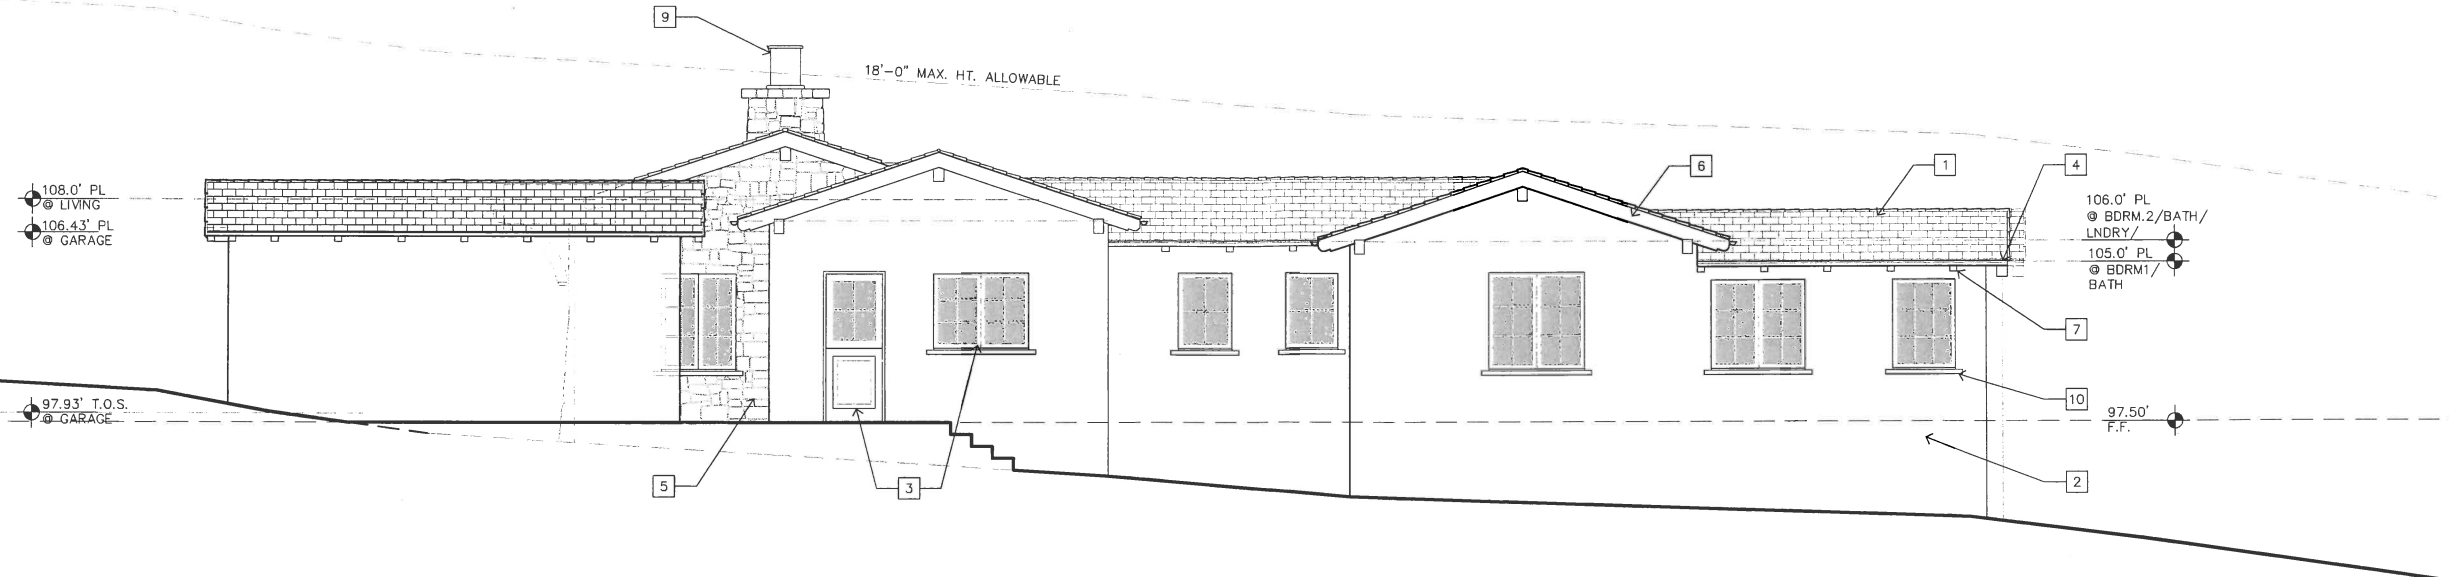 9
18'-0" MAX. HT. ALLOWABLE
6
1
4
108.0' PL
@ LIVING
106.43' PL
@ GARAGE
106.0' PL
@ BDRM.2/BATH/
LNDRY/
105.0' PL
@ BDRM1/
BATH
7
10
97.93' T.O.S.
@ GARAGE
97.50'
F.F.
5
3
2